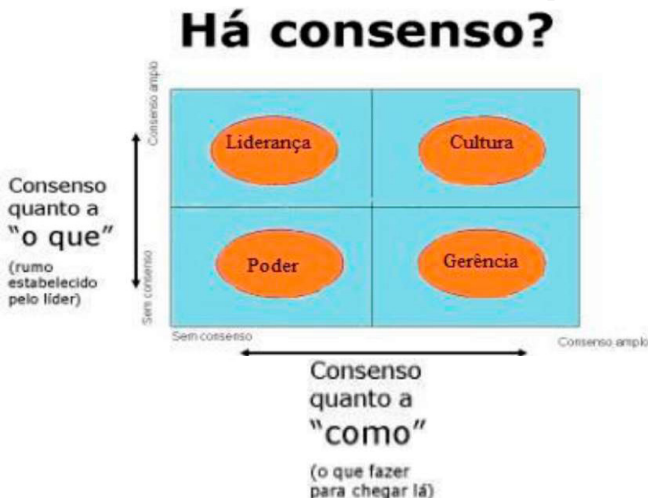 Há consenso?
Consenso amplo
Liderança
Cultura
Consenso
quanto a
"o que"
(rumo
estabelecido
pelo líder)
Sem consenso
Poder
Gerência
Sem consenso
Consenso amplo
Consenso
quanto a
"como"
(o que fazer
para chegar lá)